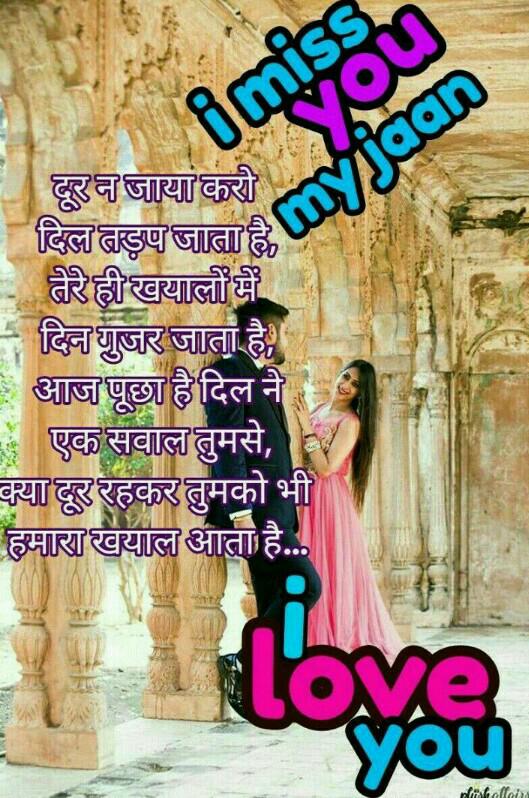 i miss
you
my jaan
दूर न जाया करो
दिल तड़प जाता है,
तेरे ही खयालों में
दिन गुजर जाता है,
आज पूछा है दिल ने
एक सवाल तुमसे,
क्या दूर रहकर तुमको भी
हमारा खयाल आता है...
i
love
you